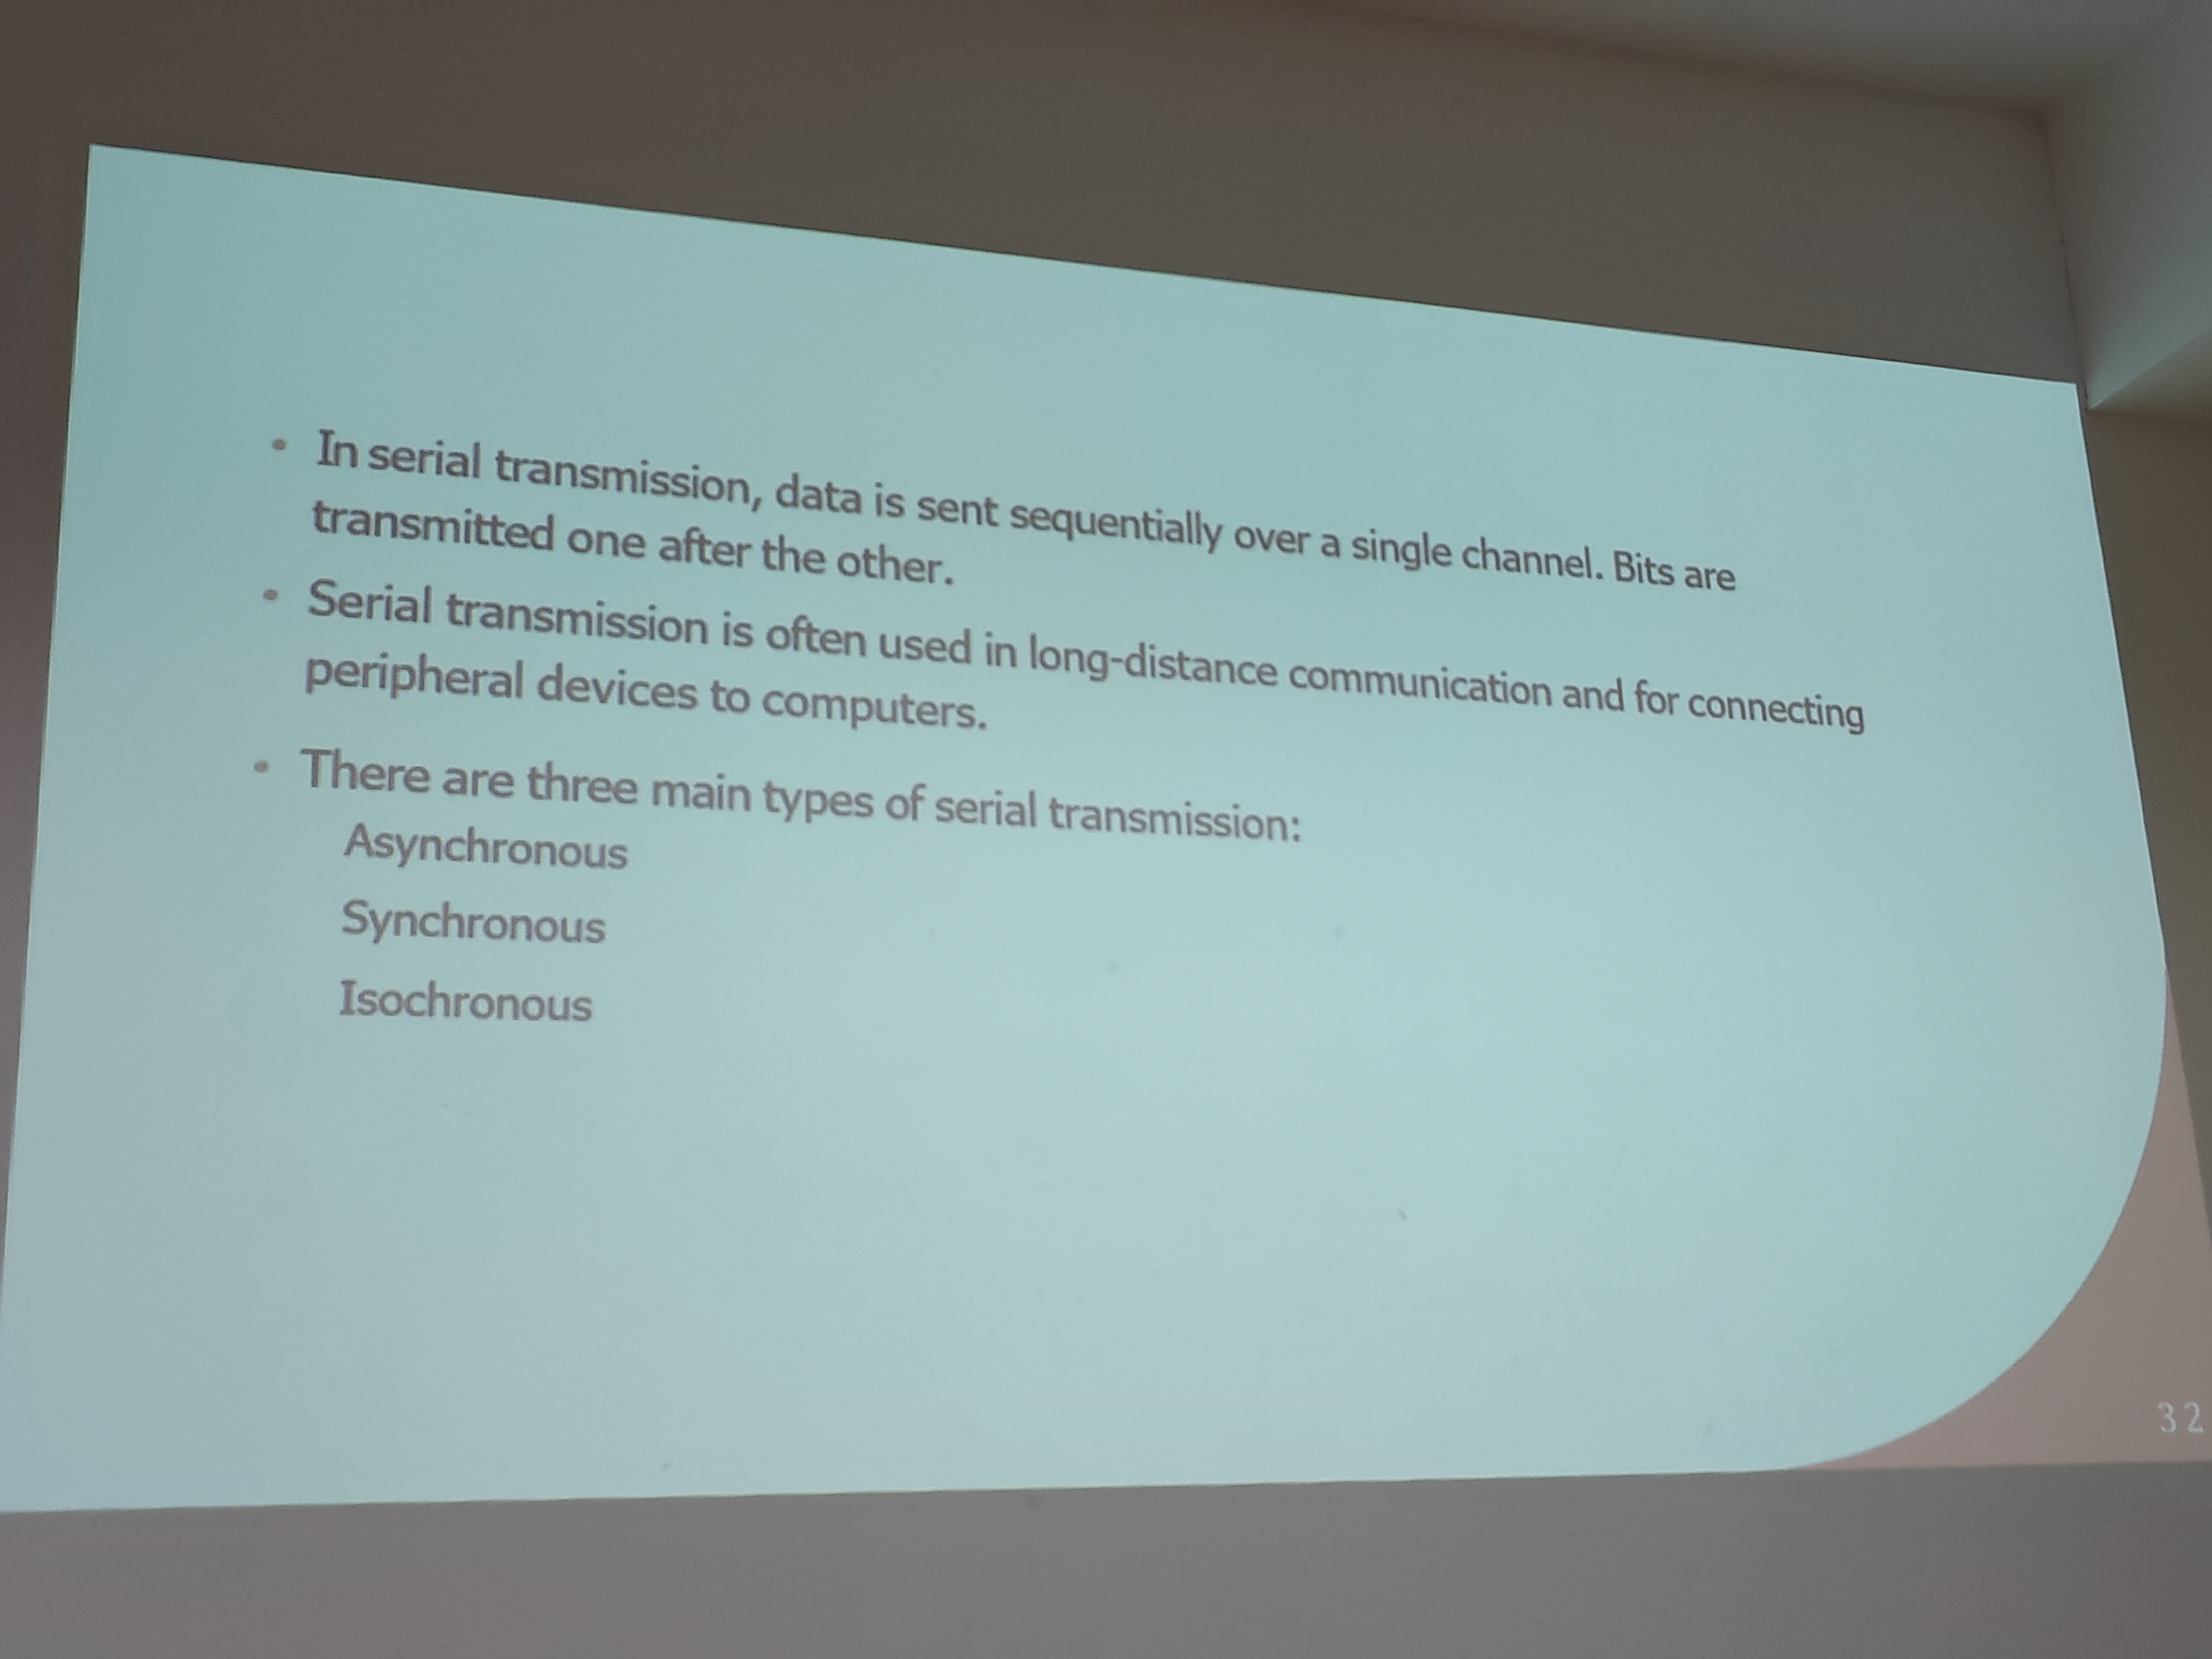 • In serial transmission, data is sent sequentially over a single channel. Bits are
transmitted one after the other.
• Serial transmission is often used in long-distance communication and for connecting
peripheral devices to computers.
• There are three main types of serial transmission:
Asynchronous
Synchronous
Isochronous
32